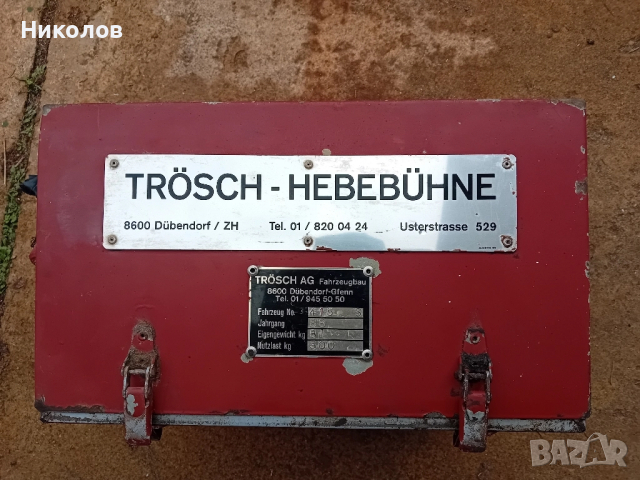 Николов
TRÖSCH - HEBEBÜHNE
8600 Dübendorf / ZH Tel. 01 / 820 04 24 Usterstrasse 529
TRÖSCH AG Fahrzeugbau
8600 Dübendorf-Gfenn
Tel. 01/945 50 50
Fahrzeug No.
Jahrgang
Eigengewicht kg
Nutzlast kg
BAZAR